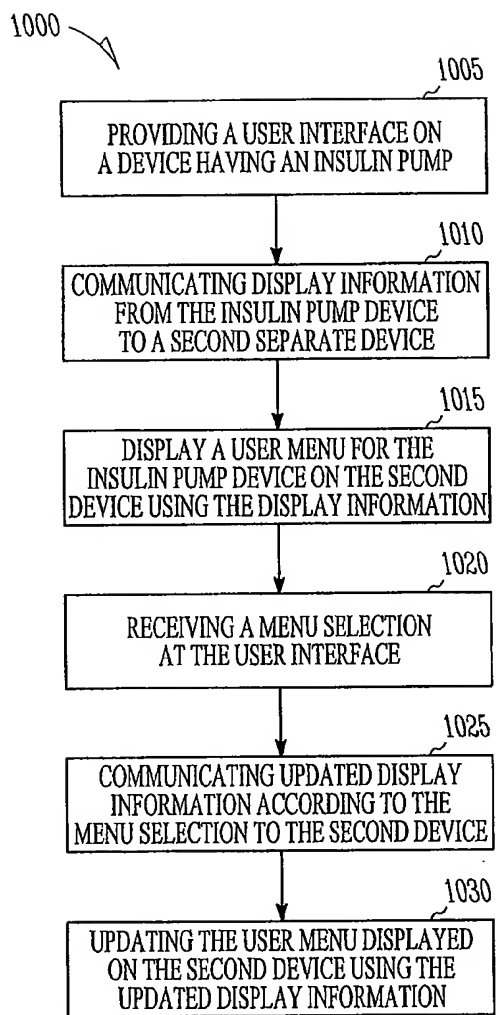 1000
1005
PROVIDING A USER INTERFACE ON
A DEVICE HAVING AN INSULIN PUMP
1010
COMMUNICATING DISPLAY INFORMATION
FROM THE INSULIN PUMP DEVICE
TO A SECOND SEPARATE DEVICE
1015
DISPLAY A USER MENU FOR THE
INSULIN PUMP DEVICE ON THE SECOND
DEVICE USING THE DISPLAY INFORMATION
1020
RECEIVING A MENU SELECTION
AT THE USER INTERFACE
1025
COMMUNICATING UPDATED DISPLAY
INFORMATION ACCORDING TO THE
MENU SELECTION TO THE SECOND DEVICE
1030
UPDATING THE USER MENU DISPLAYED
ON THE SECOND DEVICE USING THE
UPDATED DISPLAY INFORMATION